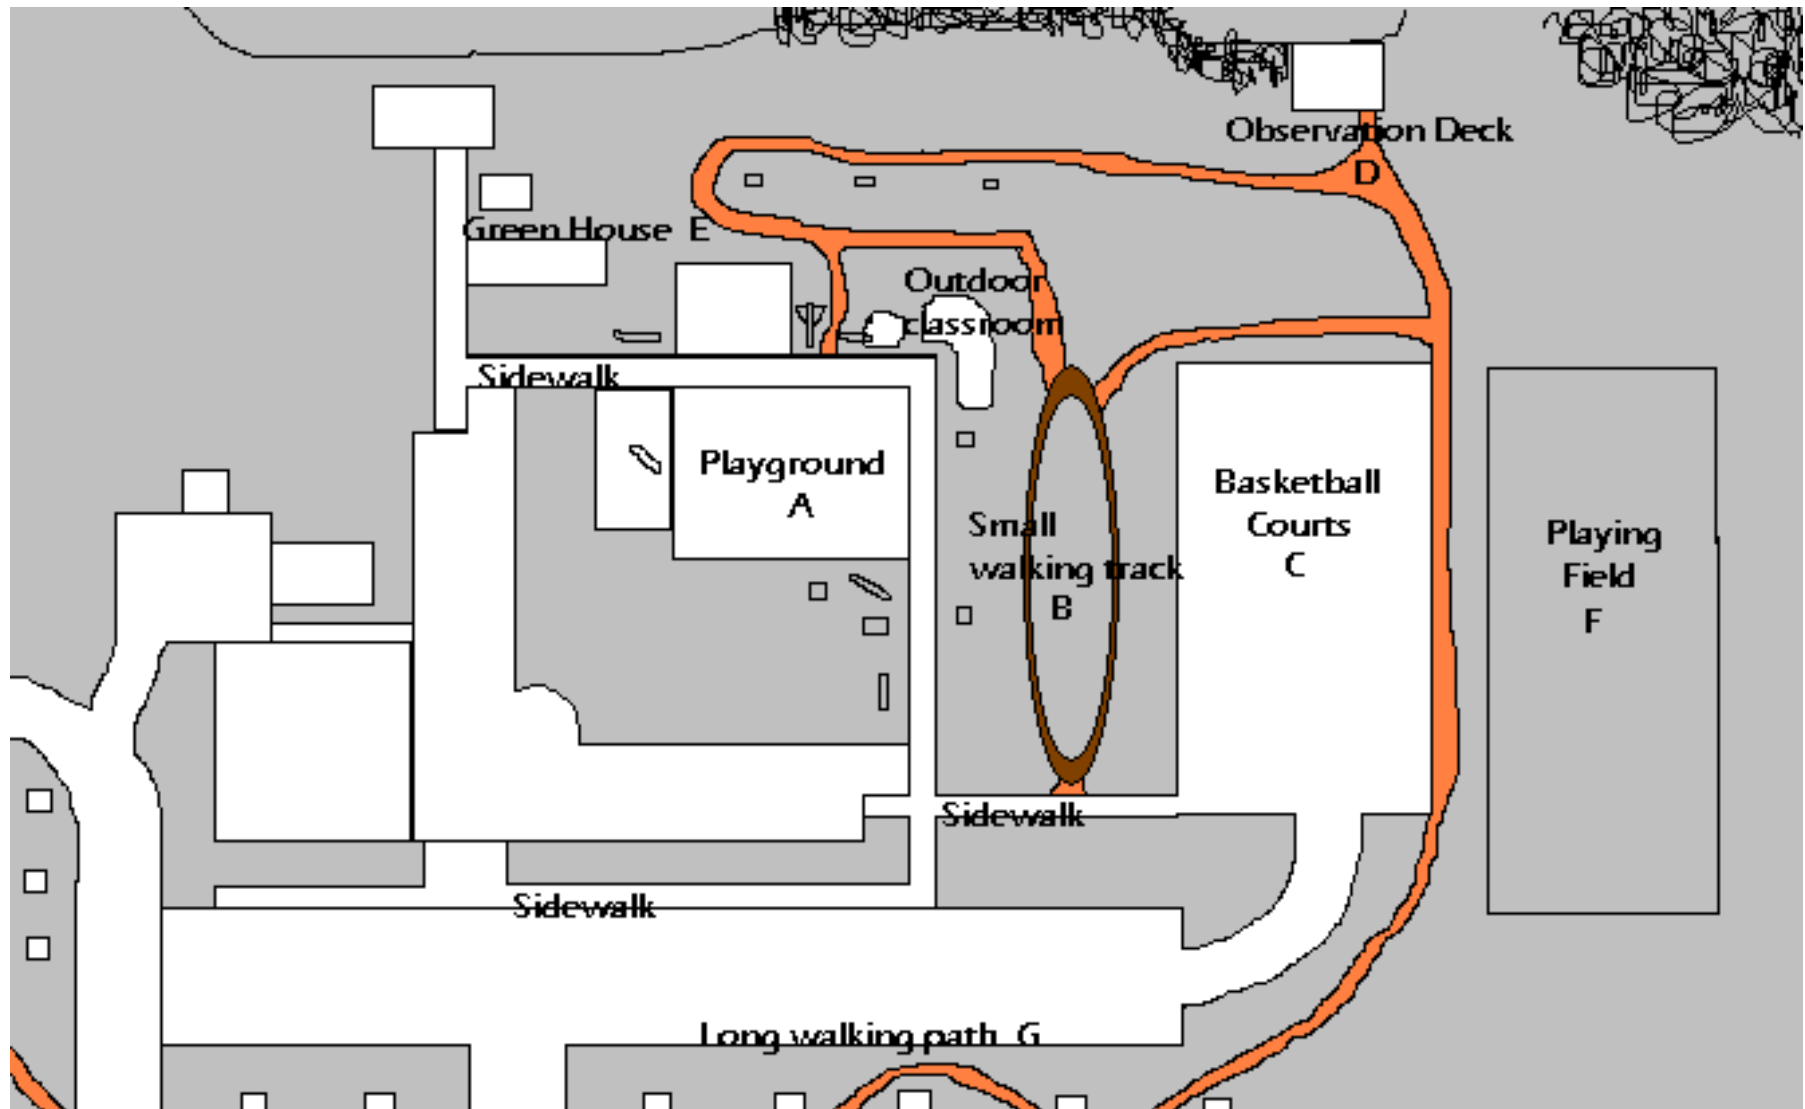 Observation Deck
D
Green House E
Outdoor
classroom
Sidewalk
Playground
A
Basketball
Courts
C
Small
walking track
B
Playing
Field
F
Sidewalk
Sidewalk
Long walking path G